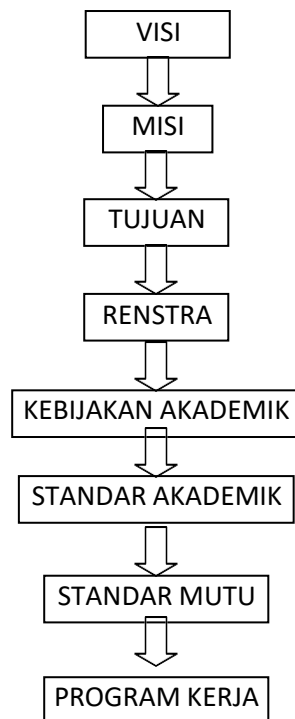 VISI
MISI
TUJUAN
RENSTRA
KEBIJAKAN AKADEMIK
STANDAR AKADEMIK
STANDAR MUTU
PROGRAM KERJA